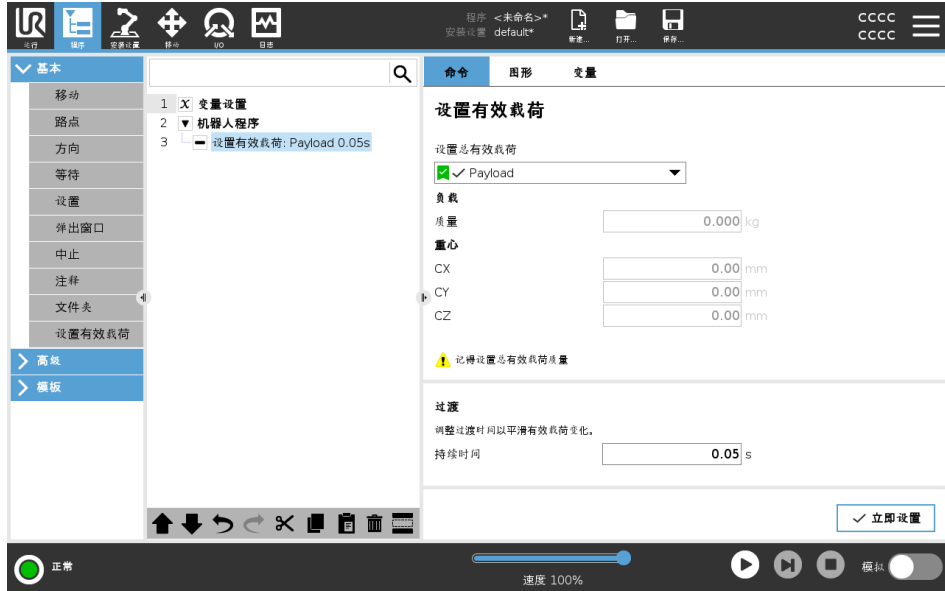 UR
程序 <未命名>*
安装设置 default*
运行 程序 安装设置 移动 I/O 日志
新建... 打开... 保存...
CCCC
CCCC
基本
移动
路点
方向
等待
设置
弹出窗口
中止
注释
文件夹
设置有效载荷
高级
模板
1 X 变量设置
2 机器人程序
3 设置有效载荷: Payload 0.05s
命令 图形 变量
设置有效载荷
设置总有效载荷
Payload
负载
质量 0.000 kg
重心
CX 0.00 mm
CY 0.00 mm
CZ 0.00 mm
记得设置总有效载荷质量
过渡
调整过渡时间以平滑有效载荷变化。
持续时间 0.05 s
立即设置
正常
速度 100%
模拟